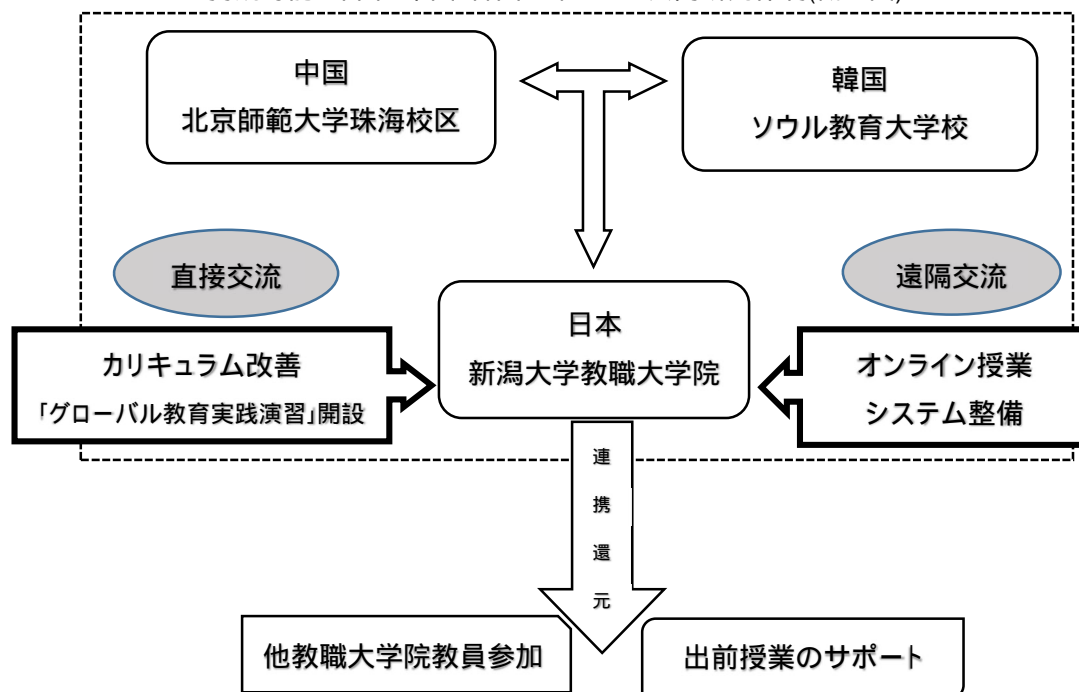 中国
北京師範大学珠海校区
韓国
ソウル教育大学校
直接交流
遠隔交流
日本
新潟大学教職大学院
カリキュラム改善
「グローバル教育実践演習」開設
オンライン授業
システム整備
連携還元
他教職大学院教員参加
出前授業のサポート